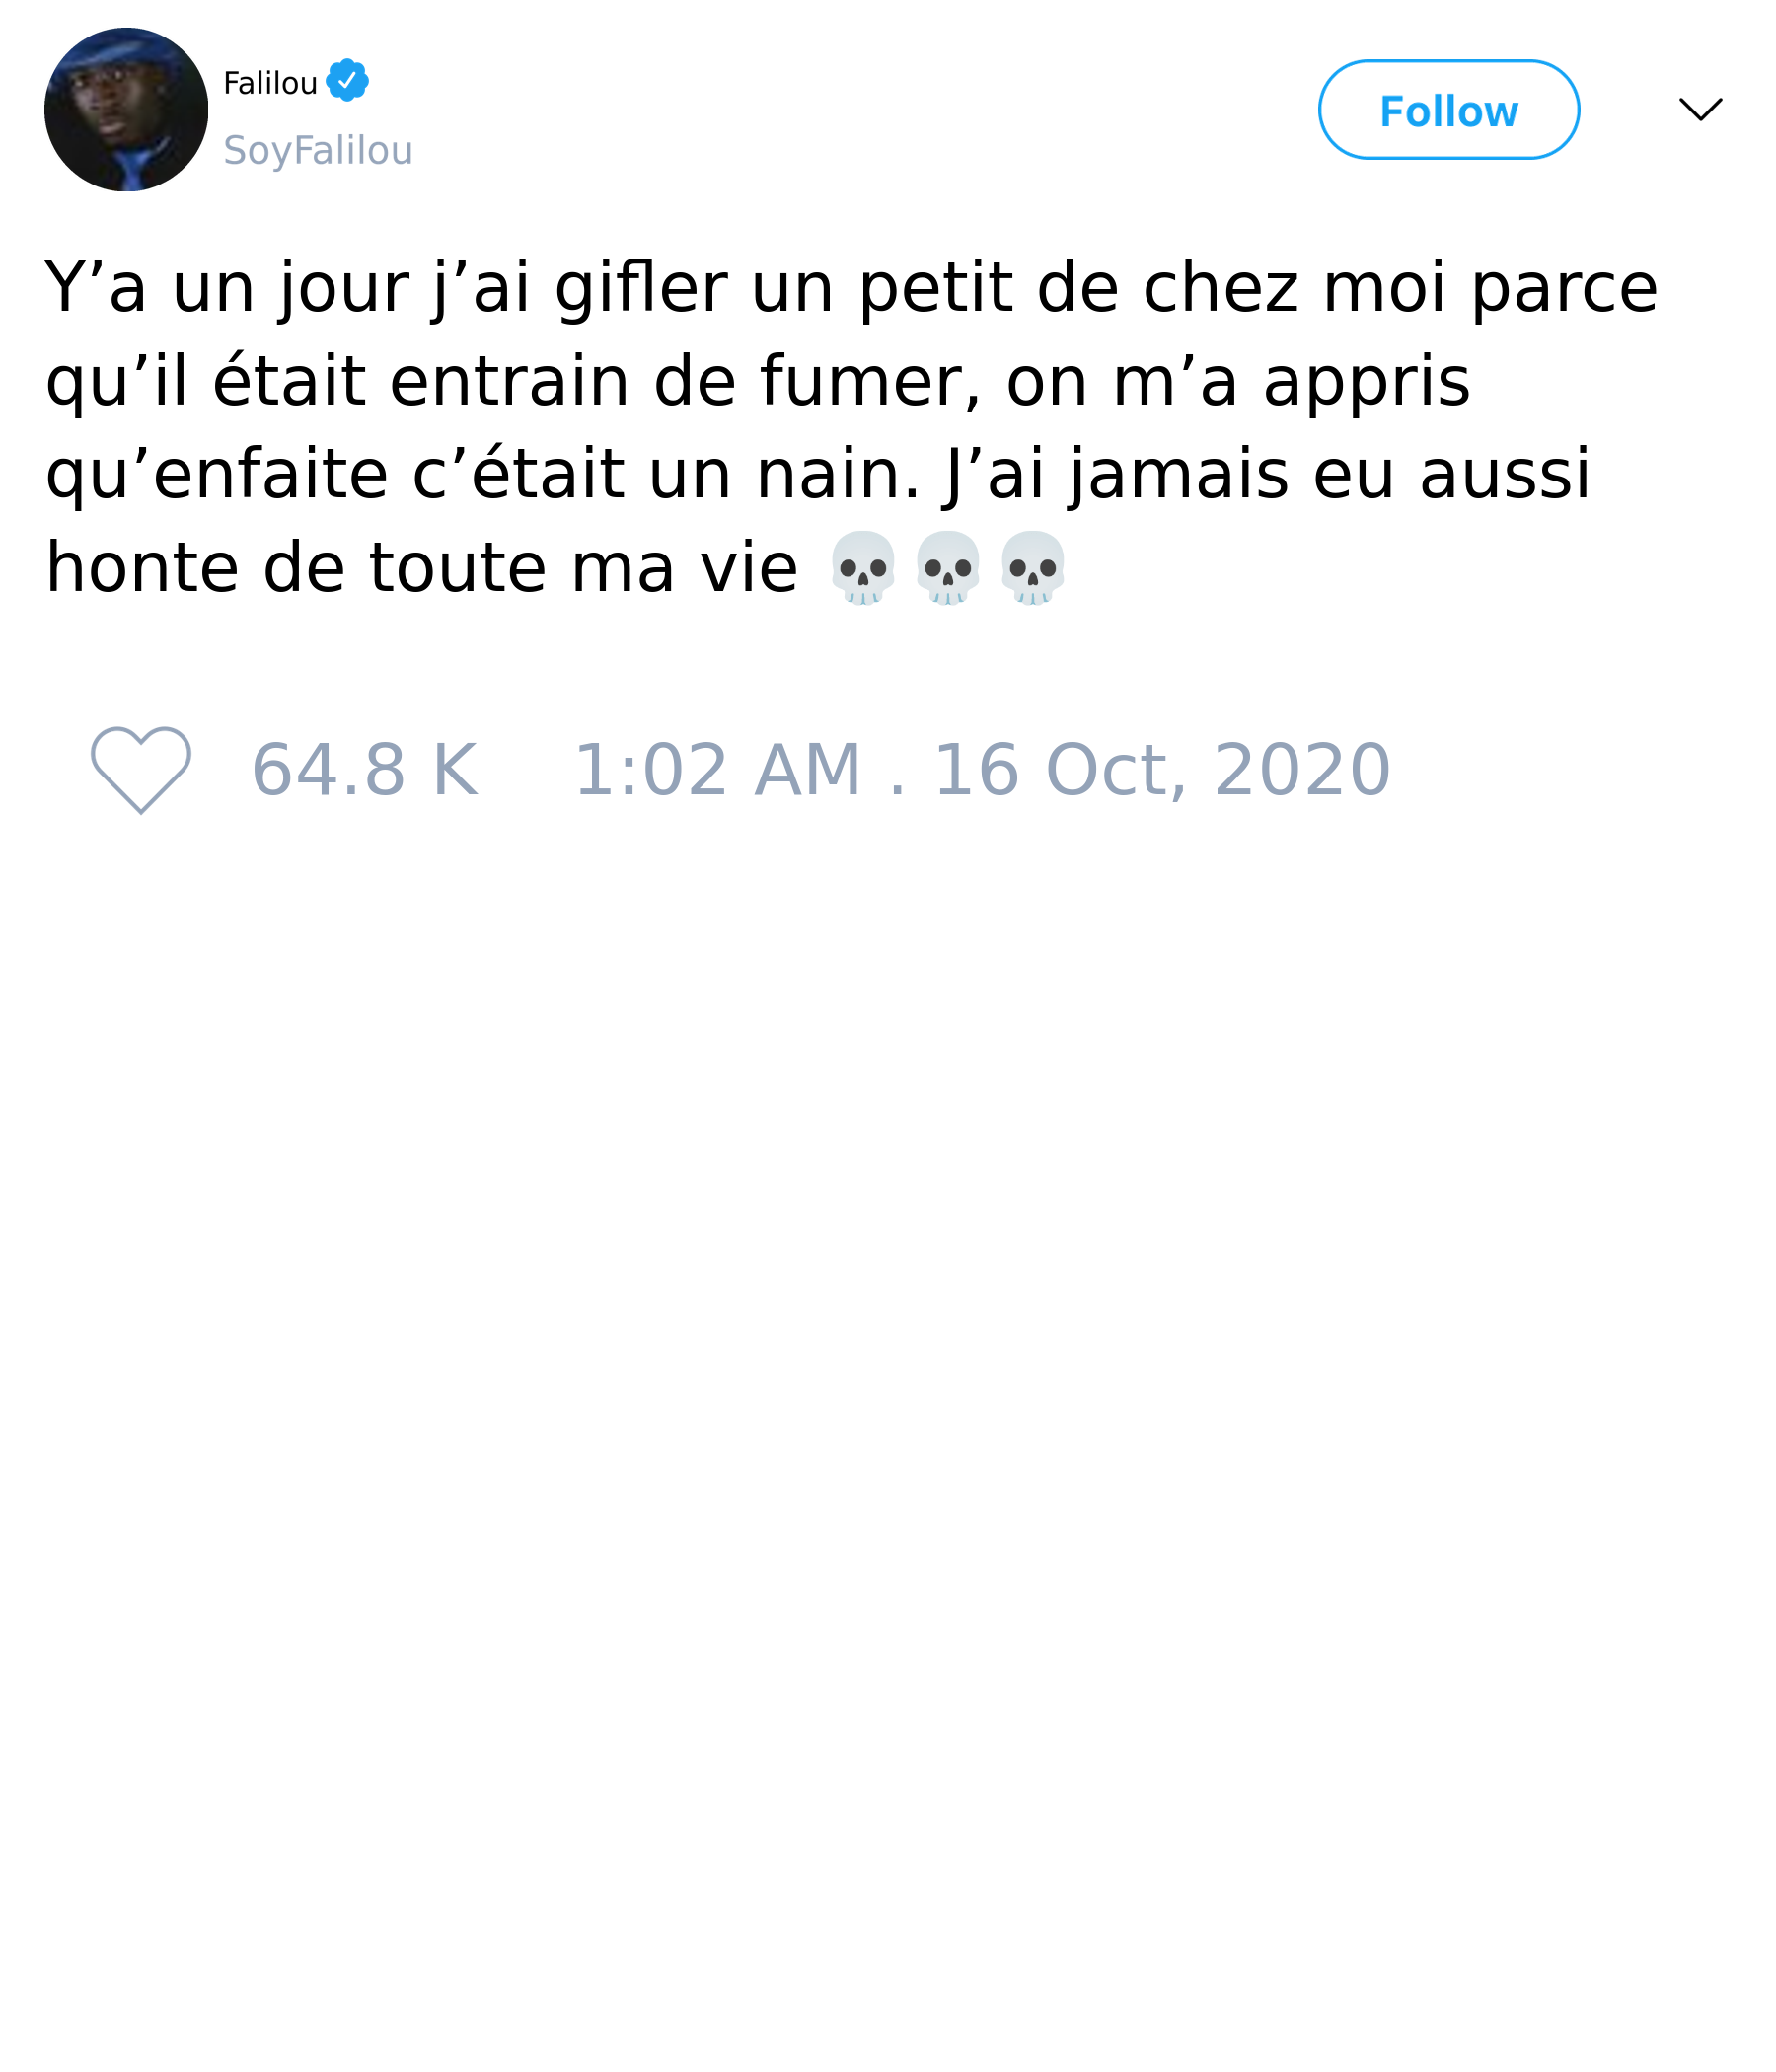 Falilou
SoyFalilou
Follow
Y’a un jour j’ai gifler un petit de chez moi parce
qu’il était entrain de fumer, on m’a appris
qu’enfaite c’était un nain. J’ai jamais eu aussi
honte de toute ma vie 💀💀💀
64.8 K 1:02 AM . 16 Oct, 2020